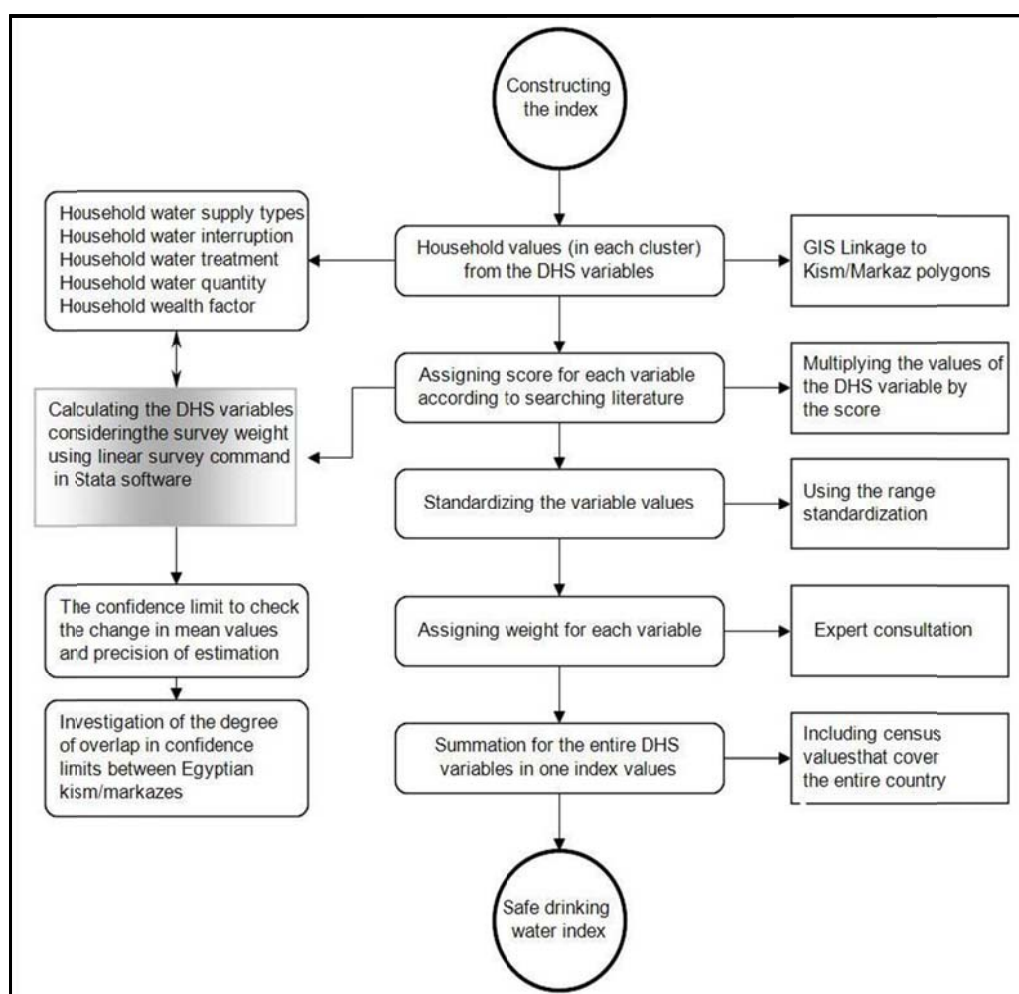 Constructing
the index
Household water supply types
Household water interruption
Household water treatment
Household water quantity
Household wealth factor
Household values (in each cluster)
from the DHS variables
GIS Linkage to
Kism/Markaz polygons
Calculating the DHS variables
consideringthe survey weight
using linear survey command
in Stata software
Assigning score for each variable
according to searching literature
Multiplying the values of
the DHS variable by
the score
Standardizing the variable values
Using the range
standardization
The confidence limit to check
the change in mean values
and precision of estimation
Assigning weight for each variable
Expert consultation
Investigation of the degree
of overlap in confidence
limits between Egyptian
kism/markazes
Summation for the entire DHS
variables in one index values
Including census
valuesthat cover
the entire country
Safe drinking
water index